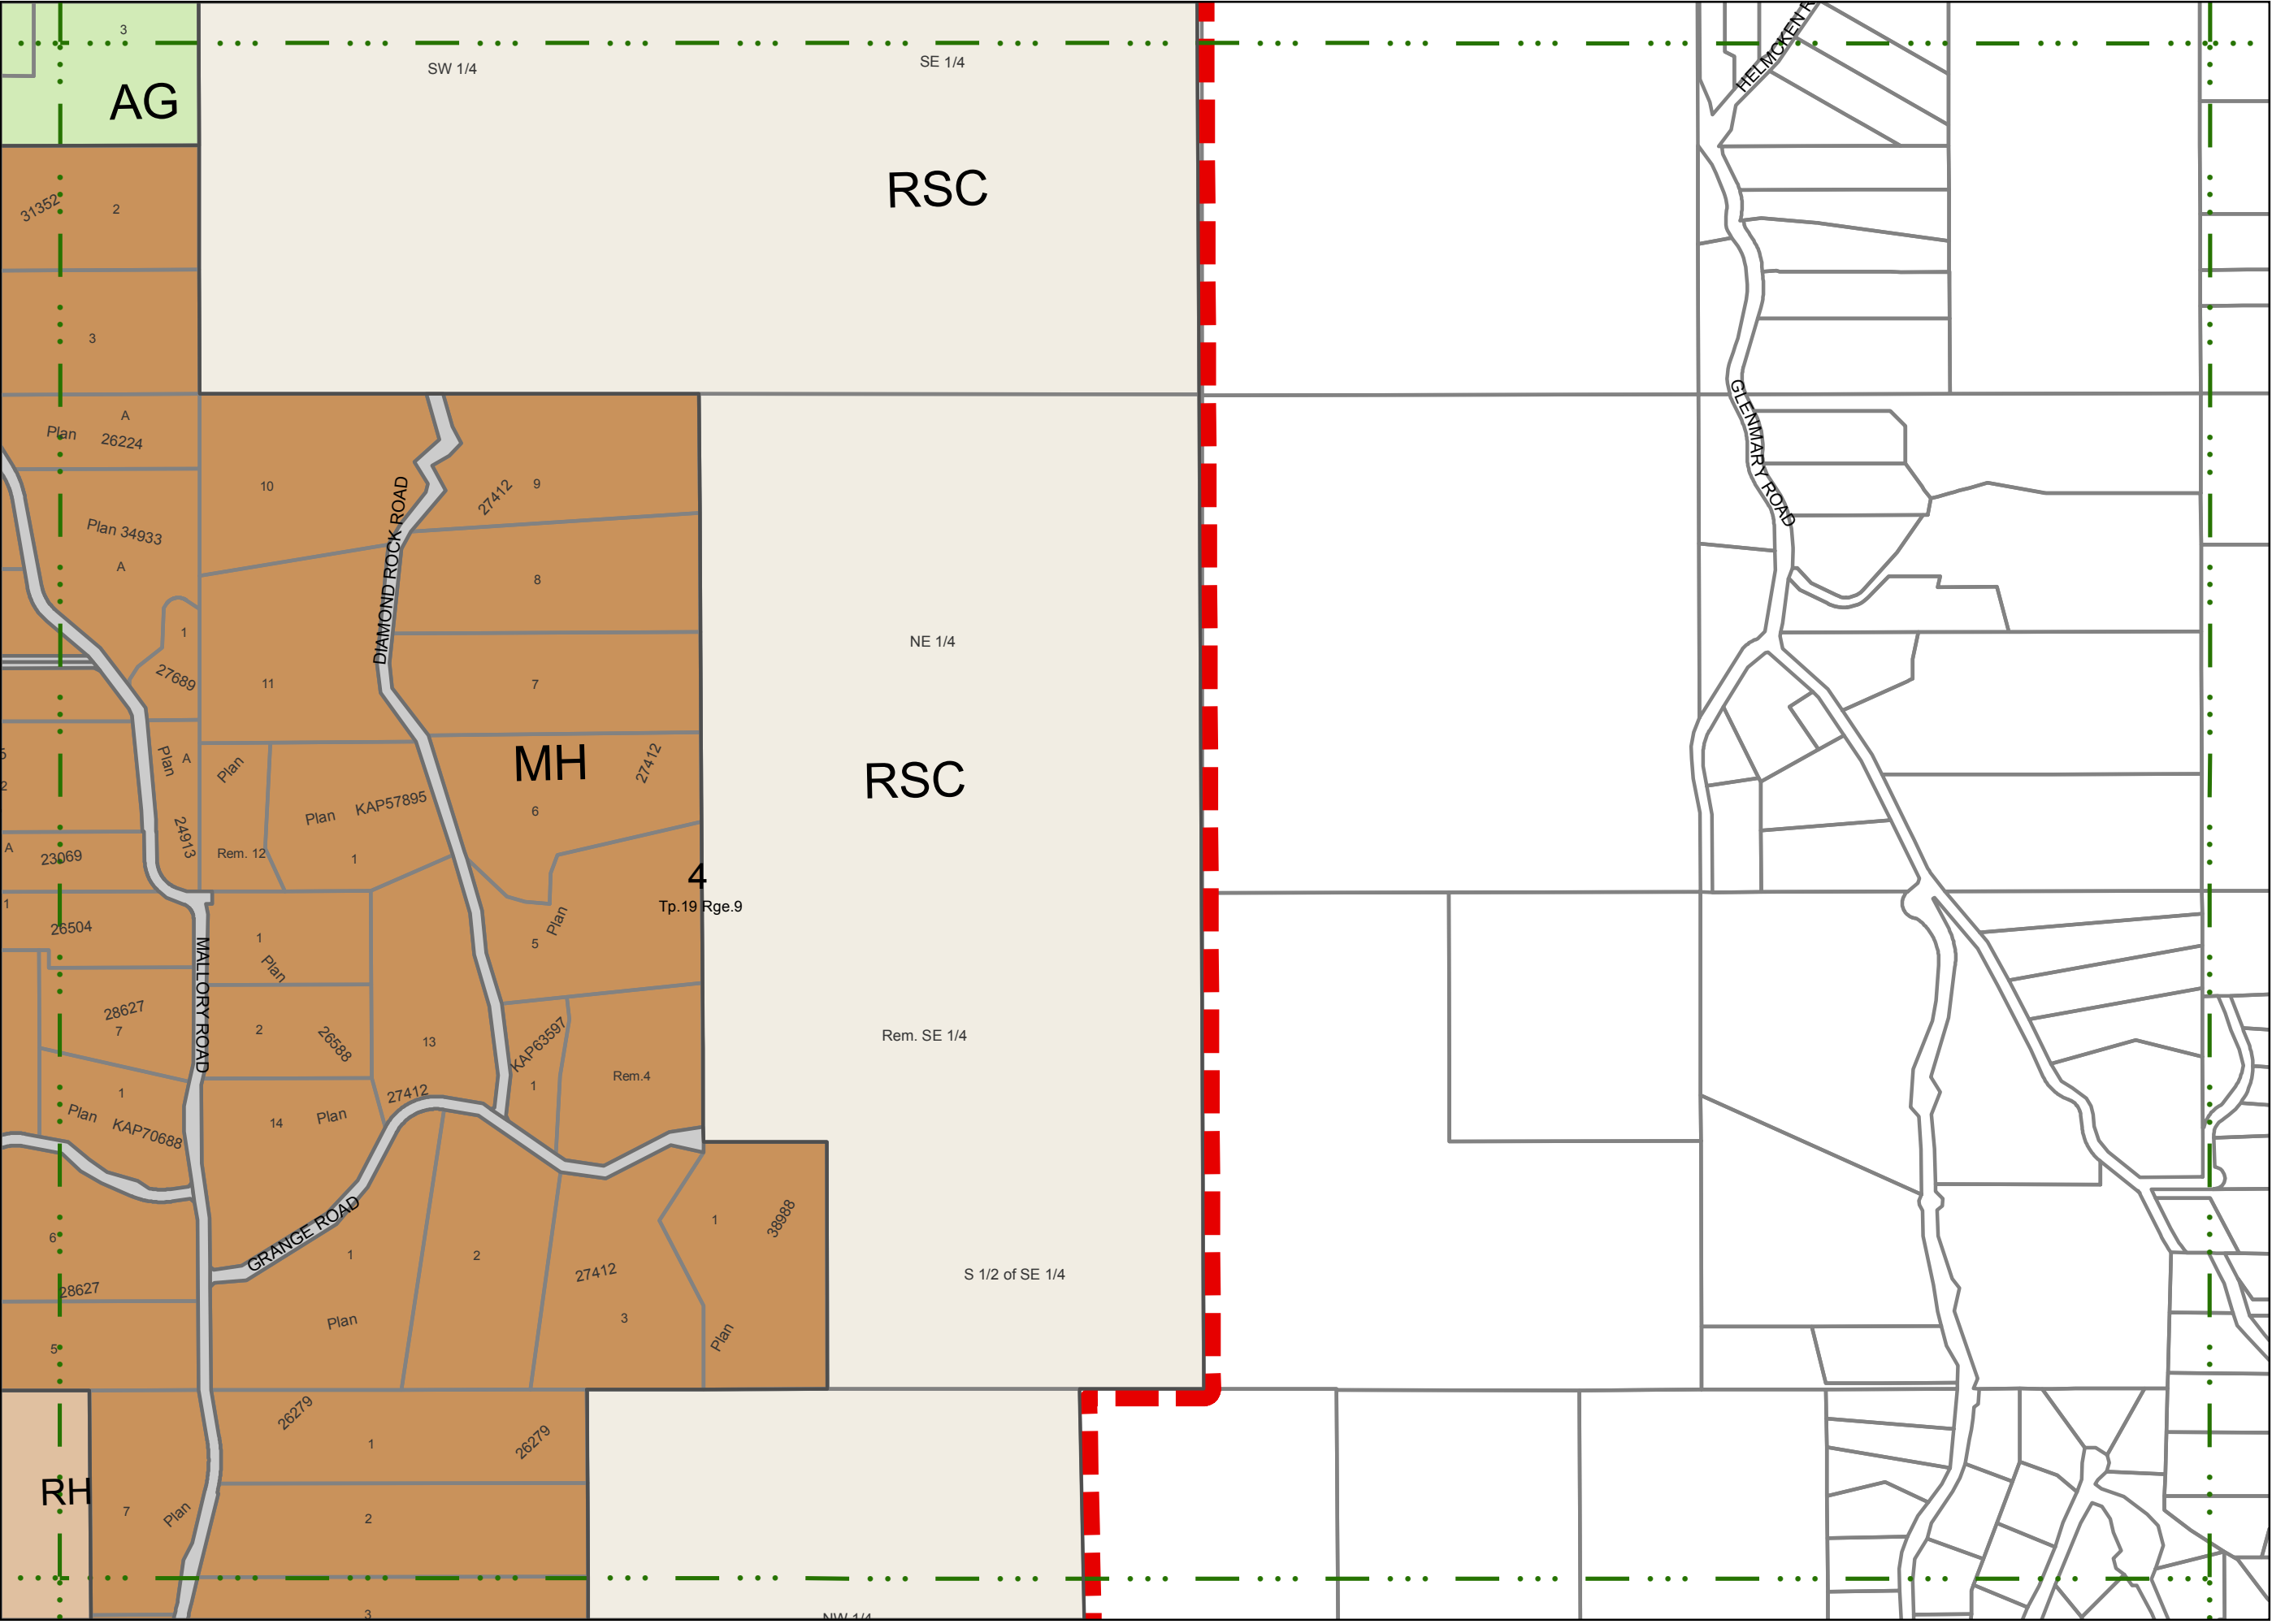 3
AG
SW 1/4
SE 1/4
HELMCKEN R
31352
2
RSC
3
A
Plan 26224
GLENMARY ROAD
10
DIAMOND ROCK ROAD
27412
9
Plan 34933
A
8
1
27689
NE 1/4
11
7
MH
27412
RSC
Plan
A
24913
Plan
Plan KAP57895
6
5
2
A
23069
Rem. 12
1
4
Tp.19 Rge.9
1
26504
MALLORY ROAD
1
Plan
5
Plan
28627
7
2
26588
13
KAP63597
1
Rem.4
Rem. SE 1/4
1
Plan KAP70688
14
Plan
27412
6
GRANGE ROAD
1
2
27412
1
38988
S 1/2 of SE 1/4
28627
Plan
3
Plan
5
26279
1
26279
RH
7
Plan
2
3
NW 1/4